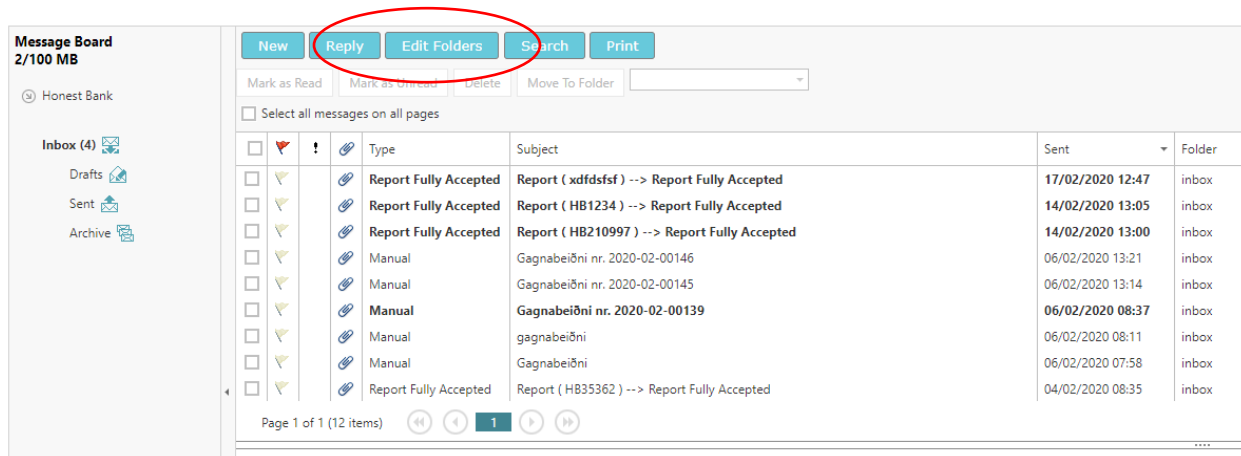 Message Board
2/100 MB
Honest Bank
Inbox (4)
Drafts
Sent
Archive
New Reply Edit Folders Search Print
Mark as Read Mark as Unread Delete Move To Folder
Select all messages on all pages
! Type Subject Sent Folder
Report Fully Accepted Report ( xdfdsfsf ) --> Report Fully Accepted 17/02/2020 12:47 inbox
Report Fully Accepted Report ( HB1234 ) --> Report Fully Accepted 14/02/2020 13:05 inbox
Report Fully Accepted Report ( HB210997 ) --> Report Fully Accepted 14/02/2020 13:00 inbox
Manual Gagnabeiðni nr. 2020-02-00146 06/02/2020 13:21 inbox
Manual Gagnabeiðni nr. 2020-02-00145 06/02/2020 13:14 inbox
Manual Gagnabeiðni nr. 2020-02-00139 06/02/2020 08:37 inbox
Manual gagnabeiðni 06/02/2020 08:11 inbox
Manual Gagnabeiðni 06/02/2020 07:58 inbox
Report Fully Accepted Report ( HB35362 ) --> Report Fully Accepted 04/02/2020 08:35 inbox
Page 1 of 1 (12 items) 1